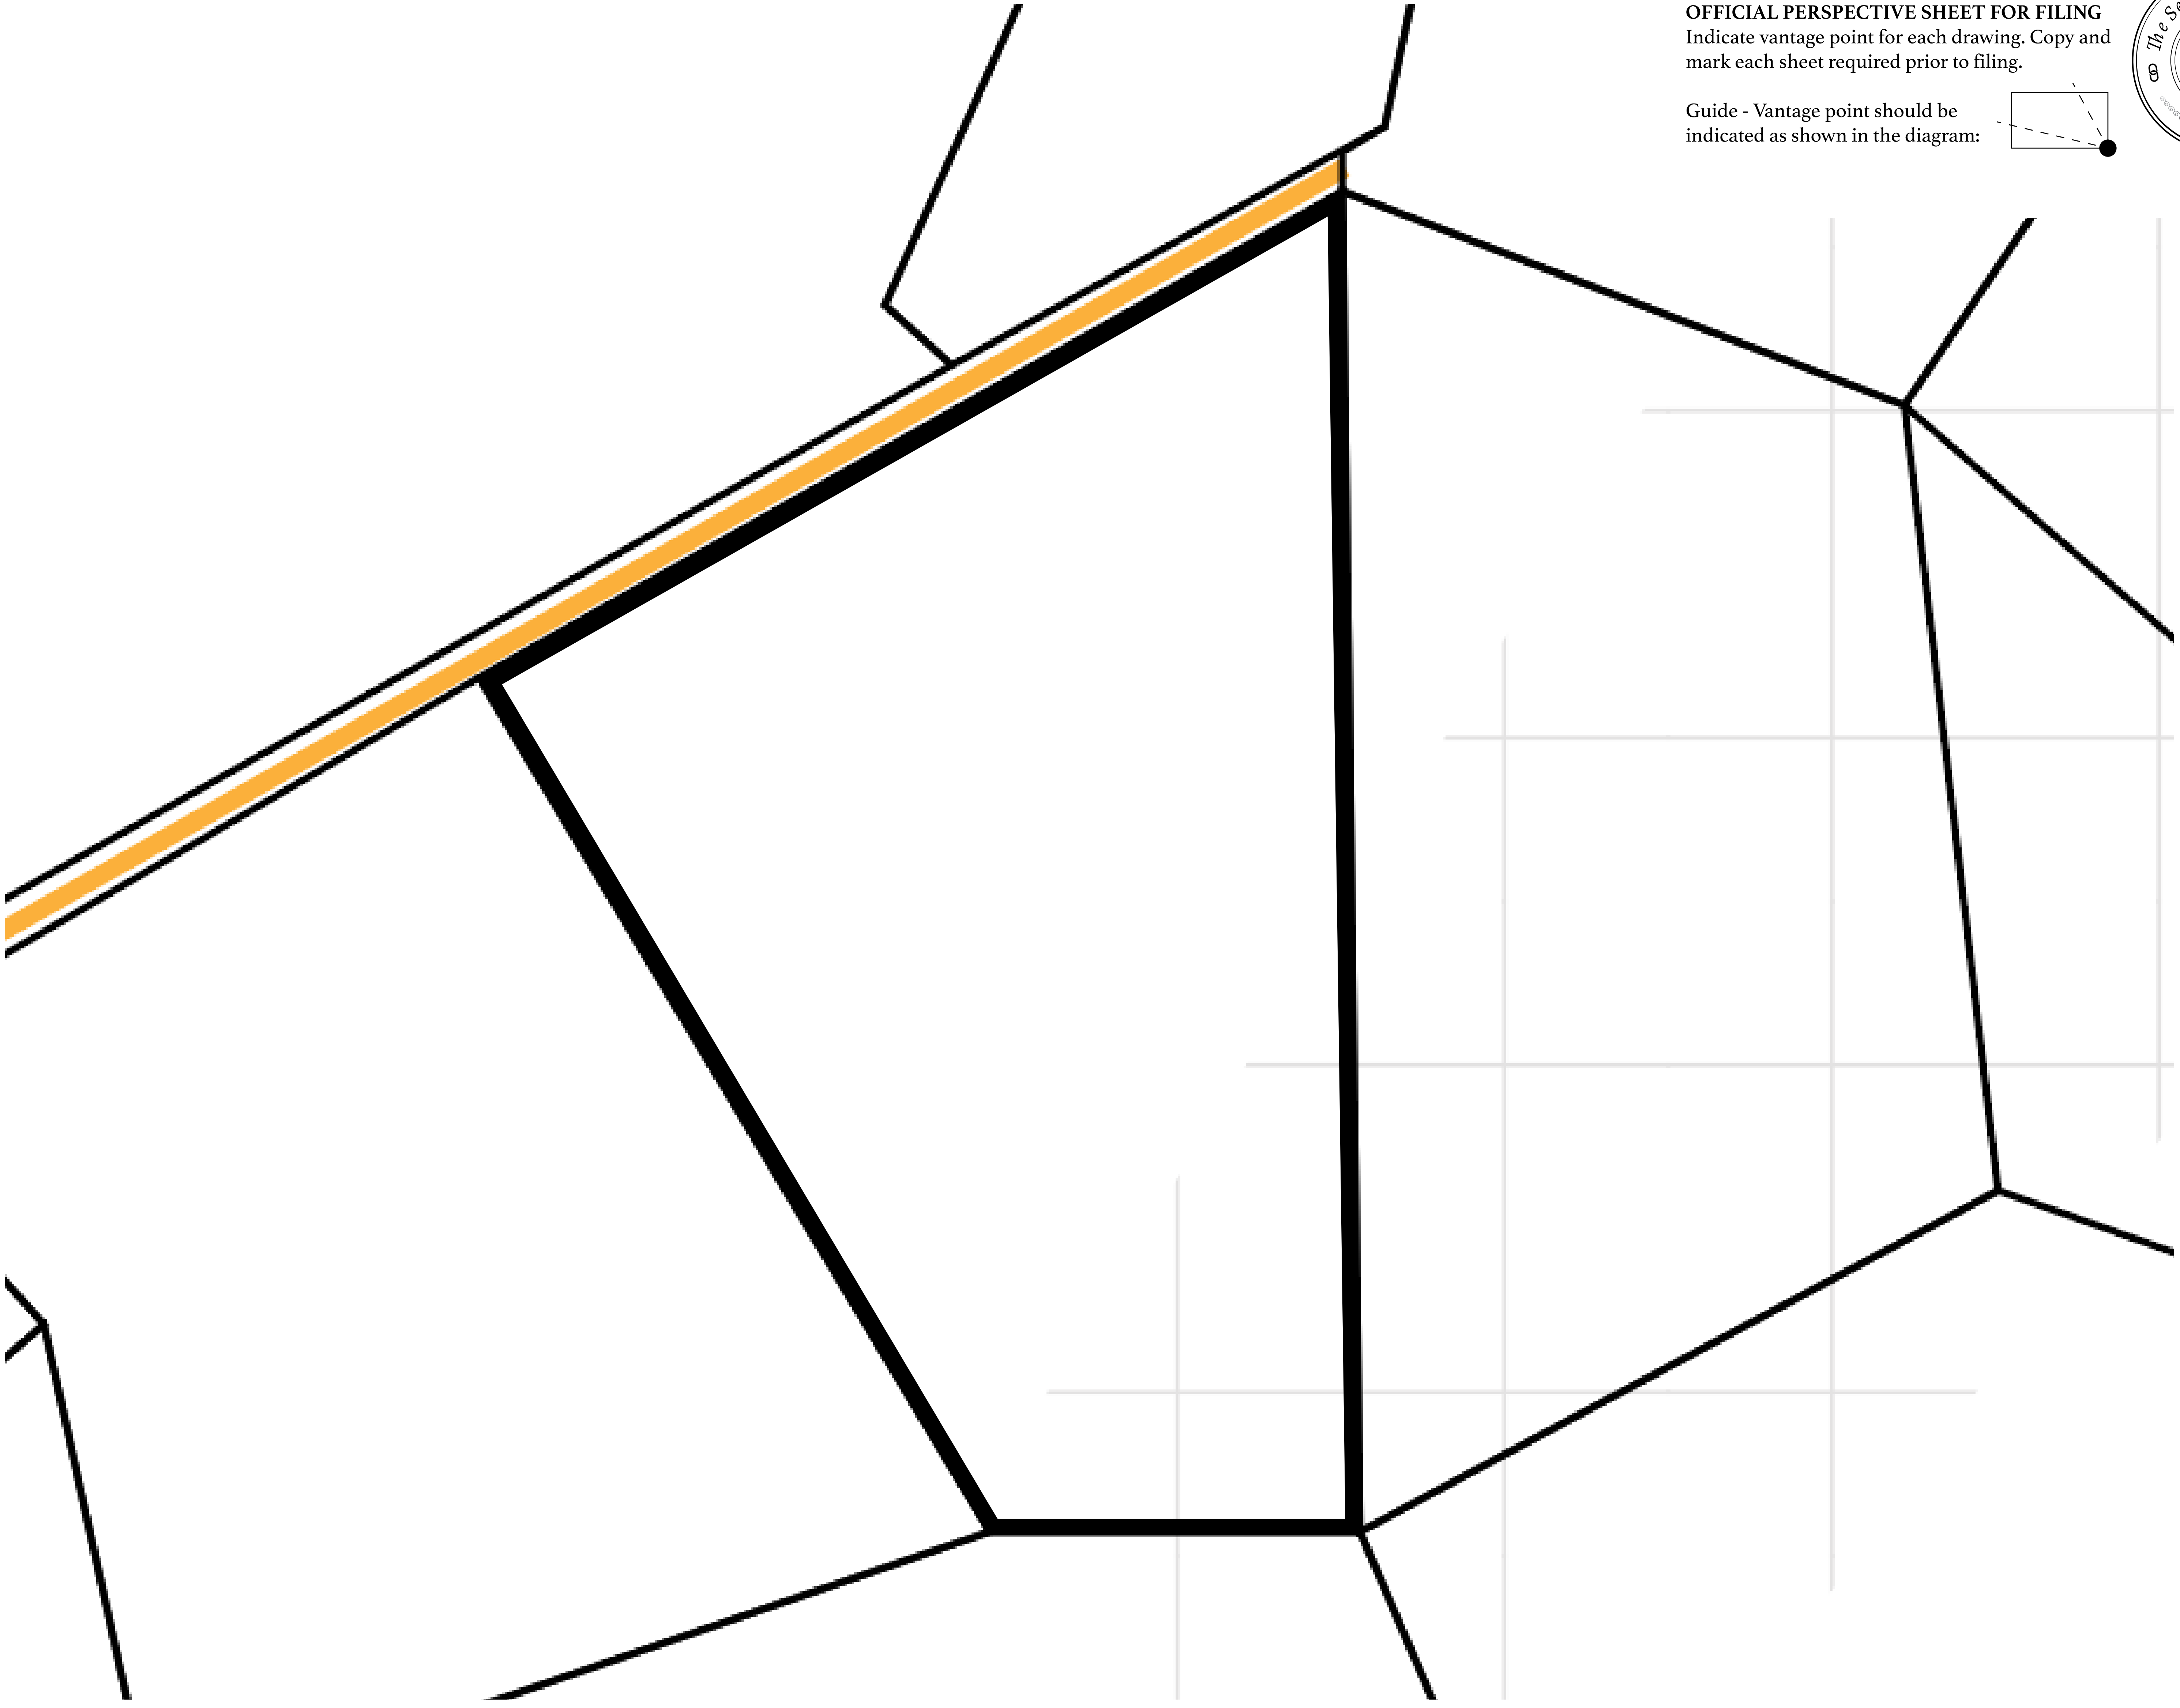 OFFICIAL PERSPECTIVE SHEET FOR FILING
Indicate vantage point for each drawing. Copy and
mark each sheet required prior to filing.
Guide - Vantage point should be
indicated as shown in the diagram:
The